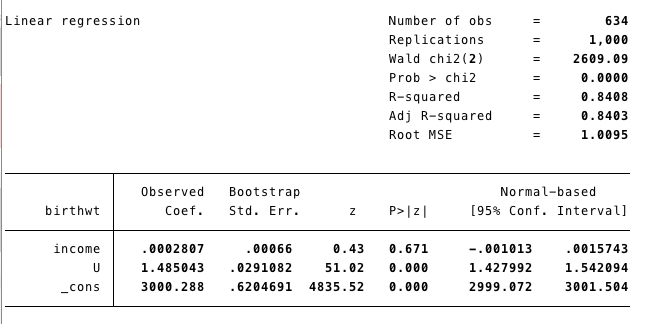 Linear regression Number of obs = 634
Replications = 1,000
Wald chi2(2) = 2609.09
Prob > chi2 = 0.0000
R-squared = 0.8408
Adj R-squared = 0.8403
Root MSE = 1.0095
Observed Bootstrap Normal-based
birthwt Coef. Std. Err. z P>|z| [95% Conf. Interval]
income .0002807 .00066 0.43 0.671 -.001013 .0015743
U 1.485043 .0291082 51.02 0.000 1.427992 1.542094
_cons 3000.288 .6204691 4835.52 0.000 2999.072 3001.504